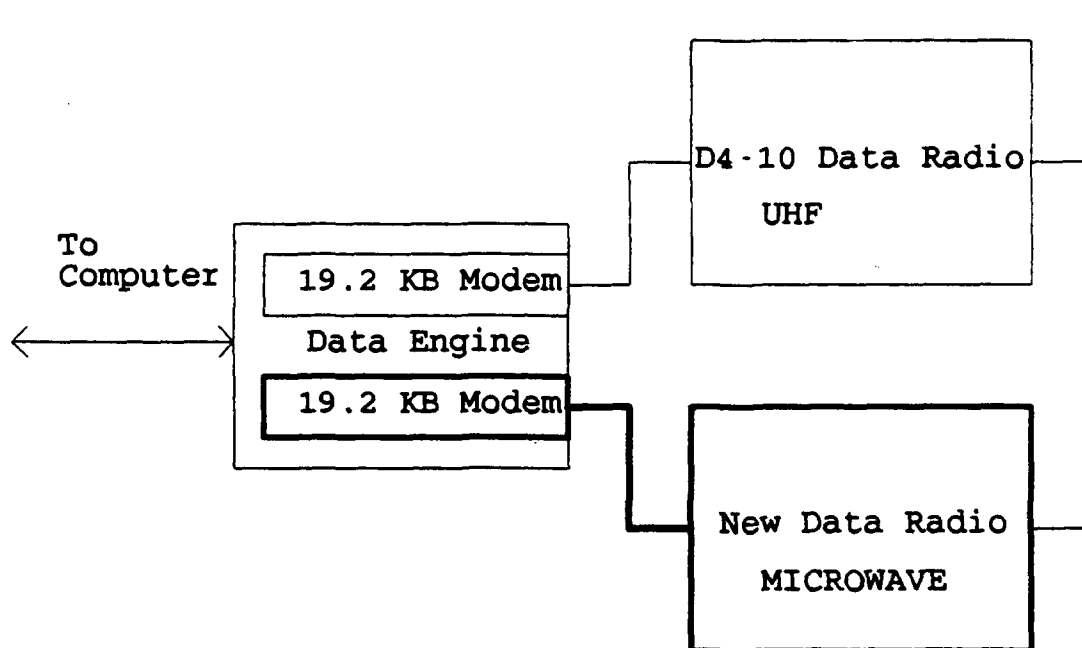 To
Computer
19.2 KB Modem
Data Engine
19.2 KB Modem
D4-10 Data Radio
UHF
New Data Radio
MICROWAVE